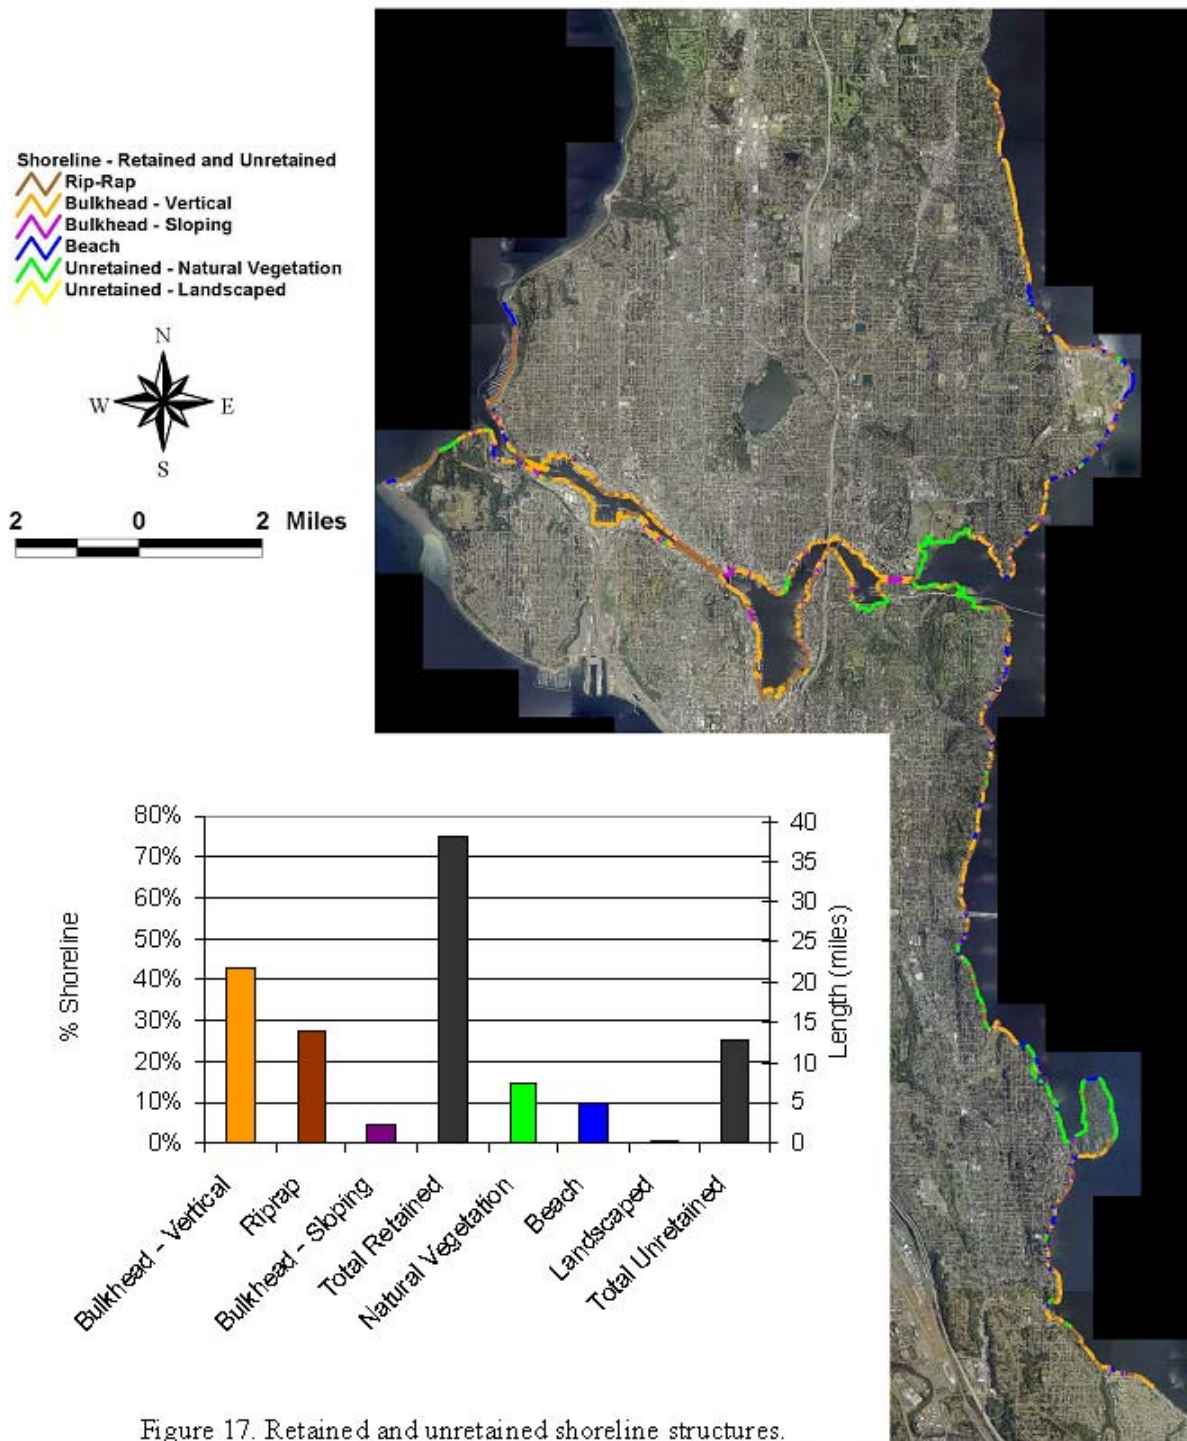 Shoreline - Retained and Unretained
Rip-Rap
Bulkhead - Vertical
Bulkhead - Sloping
Beach
Unretained - Natural Vegetation
Unretained - Landscaped
N
W E
S
2 0 2 Miles
80%
70%
60%
50%
40%
30%
20%
10%
0%
% Shoreline
40
35
30
25
20
15
10
5
0
Length (miles)
Bulkhead - Vertical
Riprap
Bulkhead - Sloping
Total Retained
Natural Vegetation
Beach
Landscaped
Total Unretained
Figure 17. Retained and unretained shoreline structures.